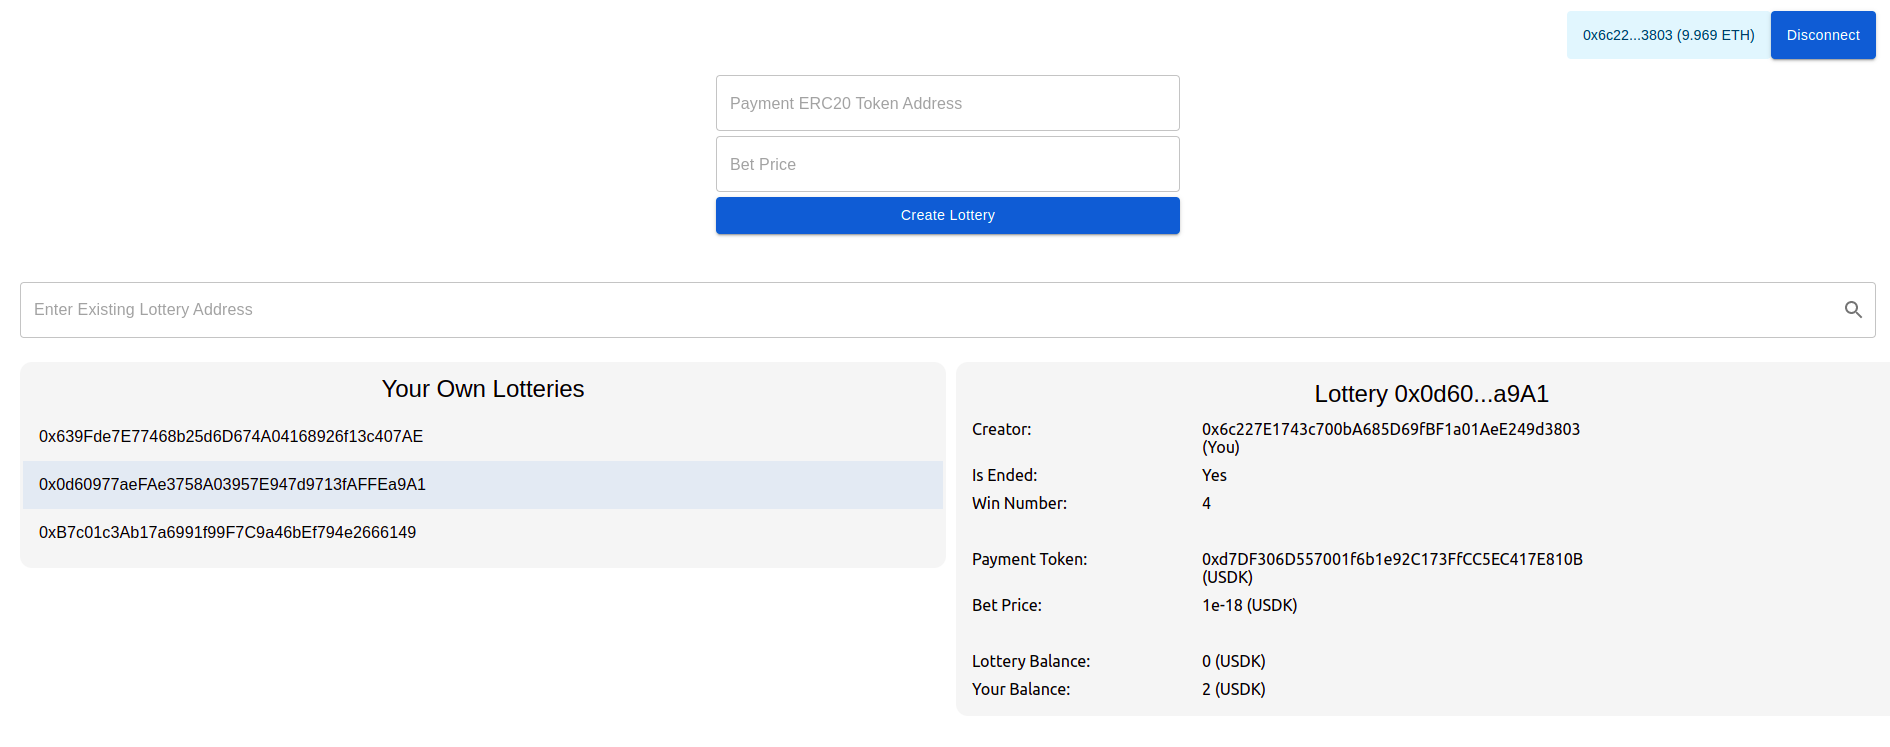 0x6c22...3803 (9.969 ETH)
Disconnect
Payment ERC20 Token Address
Bet Price
Create Lottery
Enter Existing Lottery Address
Your Own Lotteries
0x639Fde7E77468b25d6D674A04168926f13c407AE
0x0d60977aeFAe3758A03957E947d9713fAFFEa9A1
0xB7c01c3Ab17a6991f99F7C9a46bEf794e2666149
Lottery 0x0d60...a9A1
Creator: 0x6c227E1743c700bA685D69fBF1a01AeE249d3803
(You)
Is Ended: Yes
Win Number: 4
Payment Token: 0xd7DF306D557001f6b1e92C173FfCC5EC417E810B
(USDK)
Bet Price: 1e-18 (USDK)
Lottery Balance: 0 (USDK)
Your Balance: 2 (USDK)